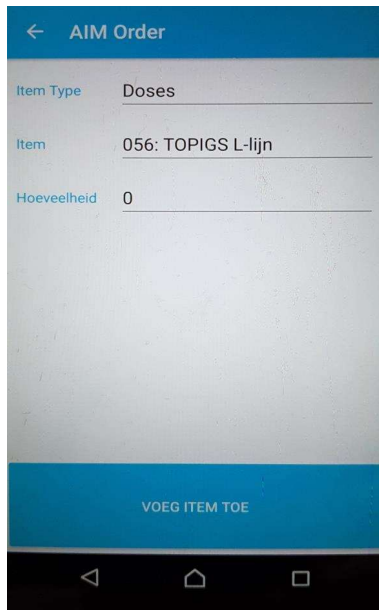 AIM Order
Item Type Doses
Item 056: TOPIGS L-lijn
Hoeveelheid 0
VOEG ITEM TOE